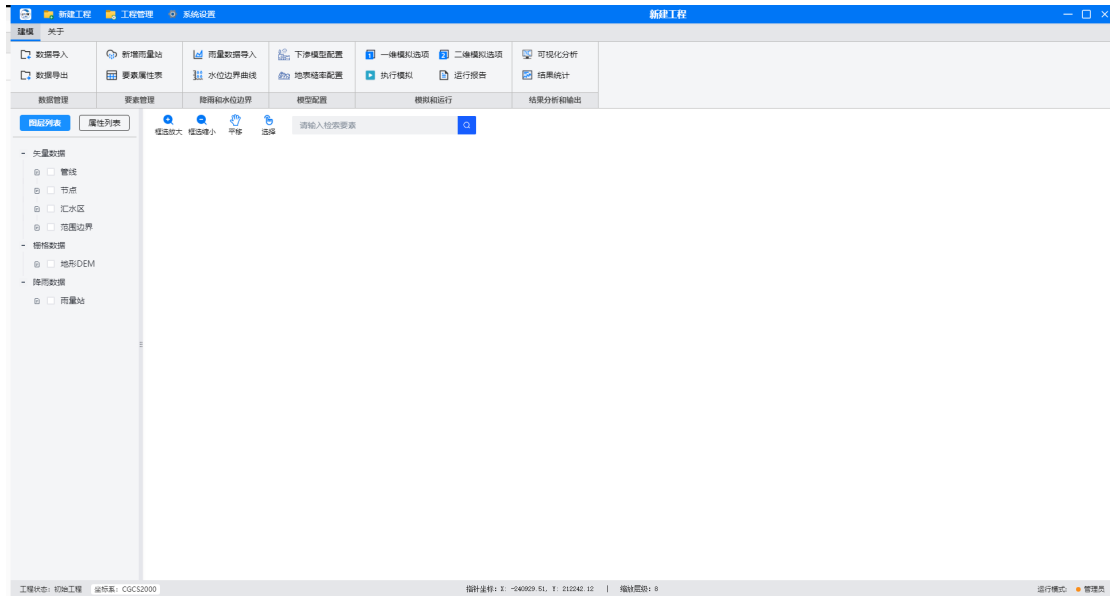 新建工程 工程管理 系统设置 新建工程
建模 关于
数据导入 新增雨量站 雨量数据导入 下渗模型配置 一维模拟选项 二维模拟选项 可视化分析
数据导出 要素属性表 水位边界曲线 地表糙率配置 执行模拟 运行报告 结果统计
数据管理 要素管理 降雨和水位边界 模型配置 模拟和运行 结果分析和输出
图层列表 属性列表 框选放大 框选缩小 平移 选择 请输入检索要素
- 矢量数据
管线
节点
汇水区
范围边界
- 栅格数据
地形DEM
- 降雨数据
雨量站
工程状态: 初始工程 坐标系: CGCS2000 指针坐标: X: -240929.51, Y: 212242.12 | 缩放层级: 8 运行模式: 管理员